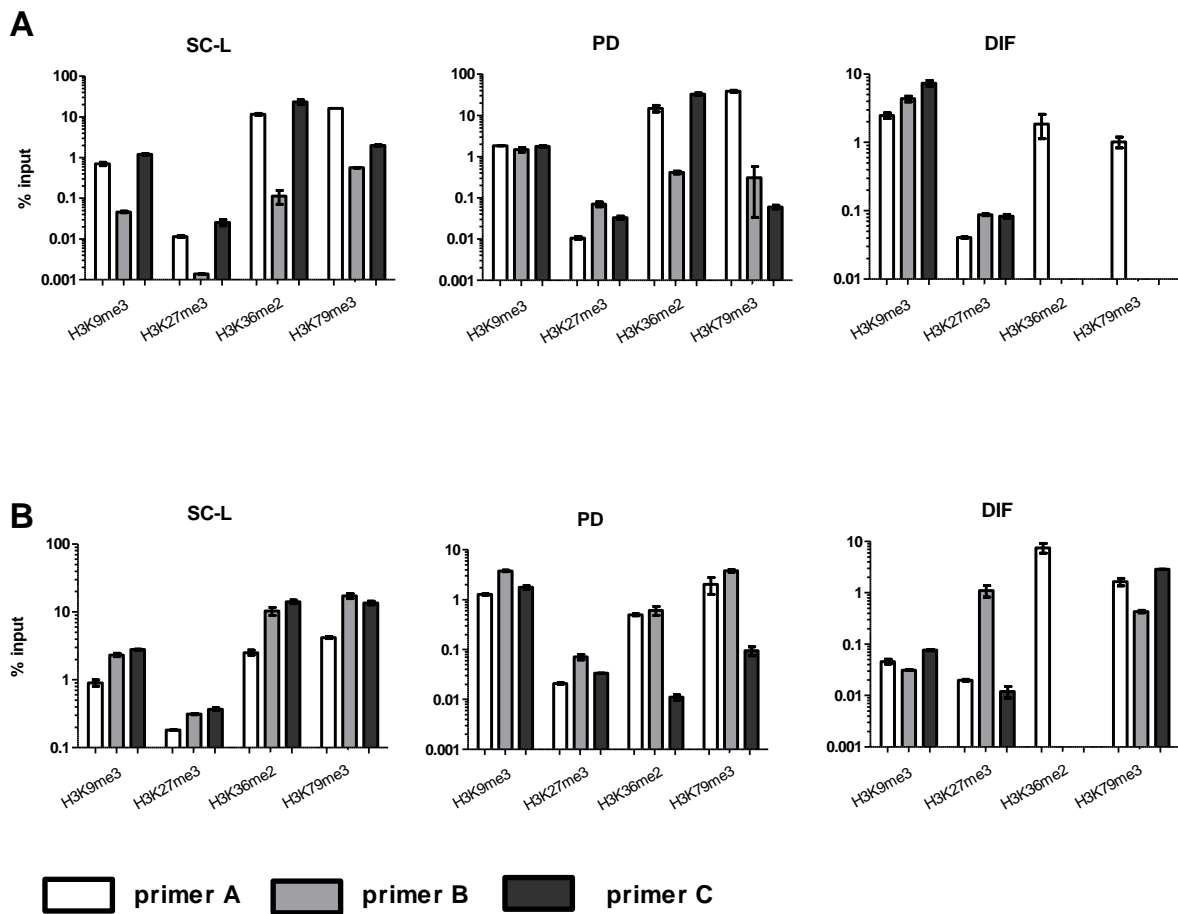 A
SC-L
PD
DIF
% input
100
10
1
0.1
0.01
0.001
H3K9me3
H3K27me3
H3K36me2
H3K79me3
100
10
1
0.1
0.01
0.001
H3K9me3
H3K27me3
H3K36me2
H3K79me3
10
1
0.1
0.01
H3K9me3
H3K27me3
H3K36me2
H3K79me3
B
SC-L
PD
DIF
% input
100
10
1
0.1
H3K9me3
H3K27me3
H3K36me2
H3K79me3
10
1
0.1
0.01
0.001
H3K9me3
H3K27me3
H3K36me2
H3K79me3
10
1
0.1
0.01
0.001
H3K9me3
H3K27me3
H3K36me2
H3K79me3
primer A primer B primer C